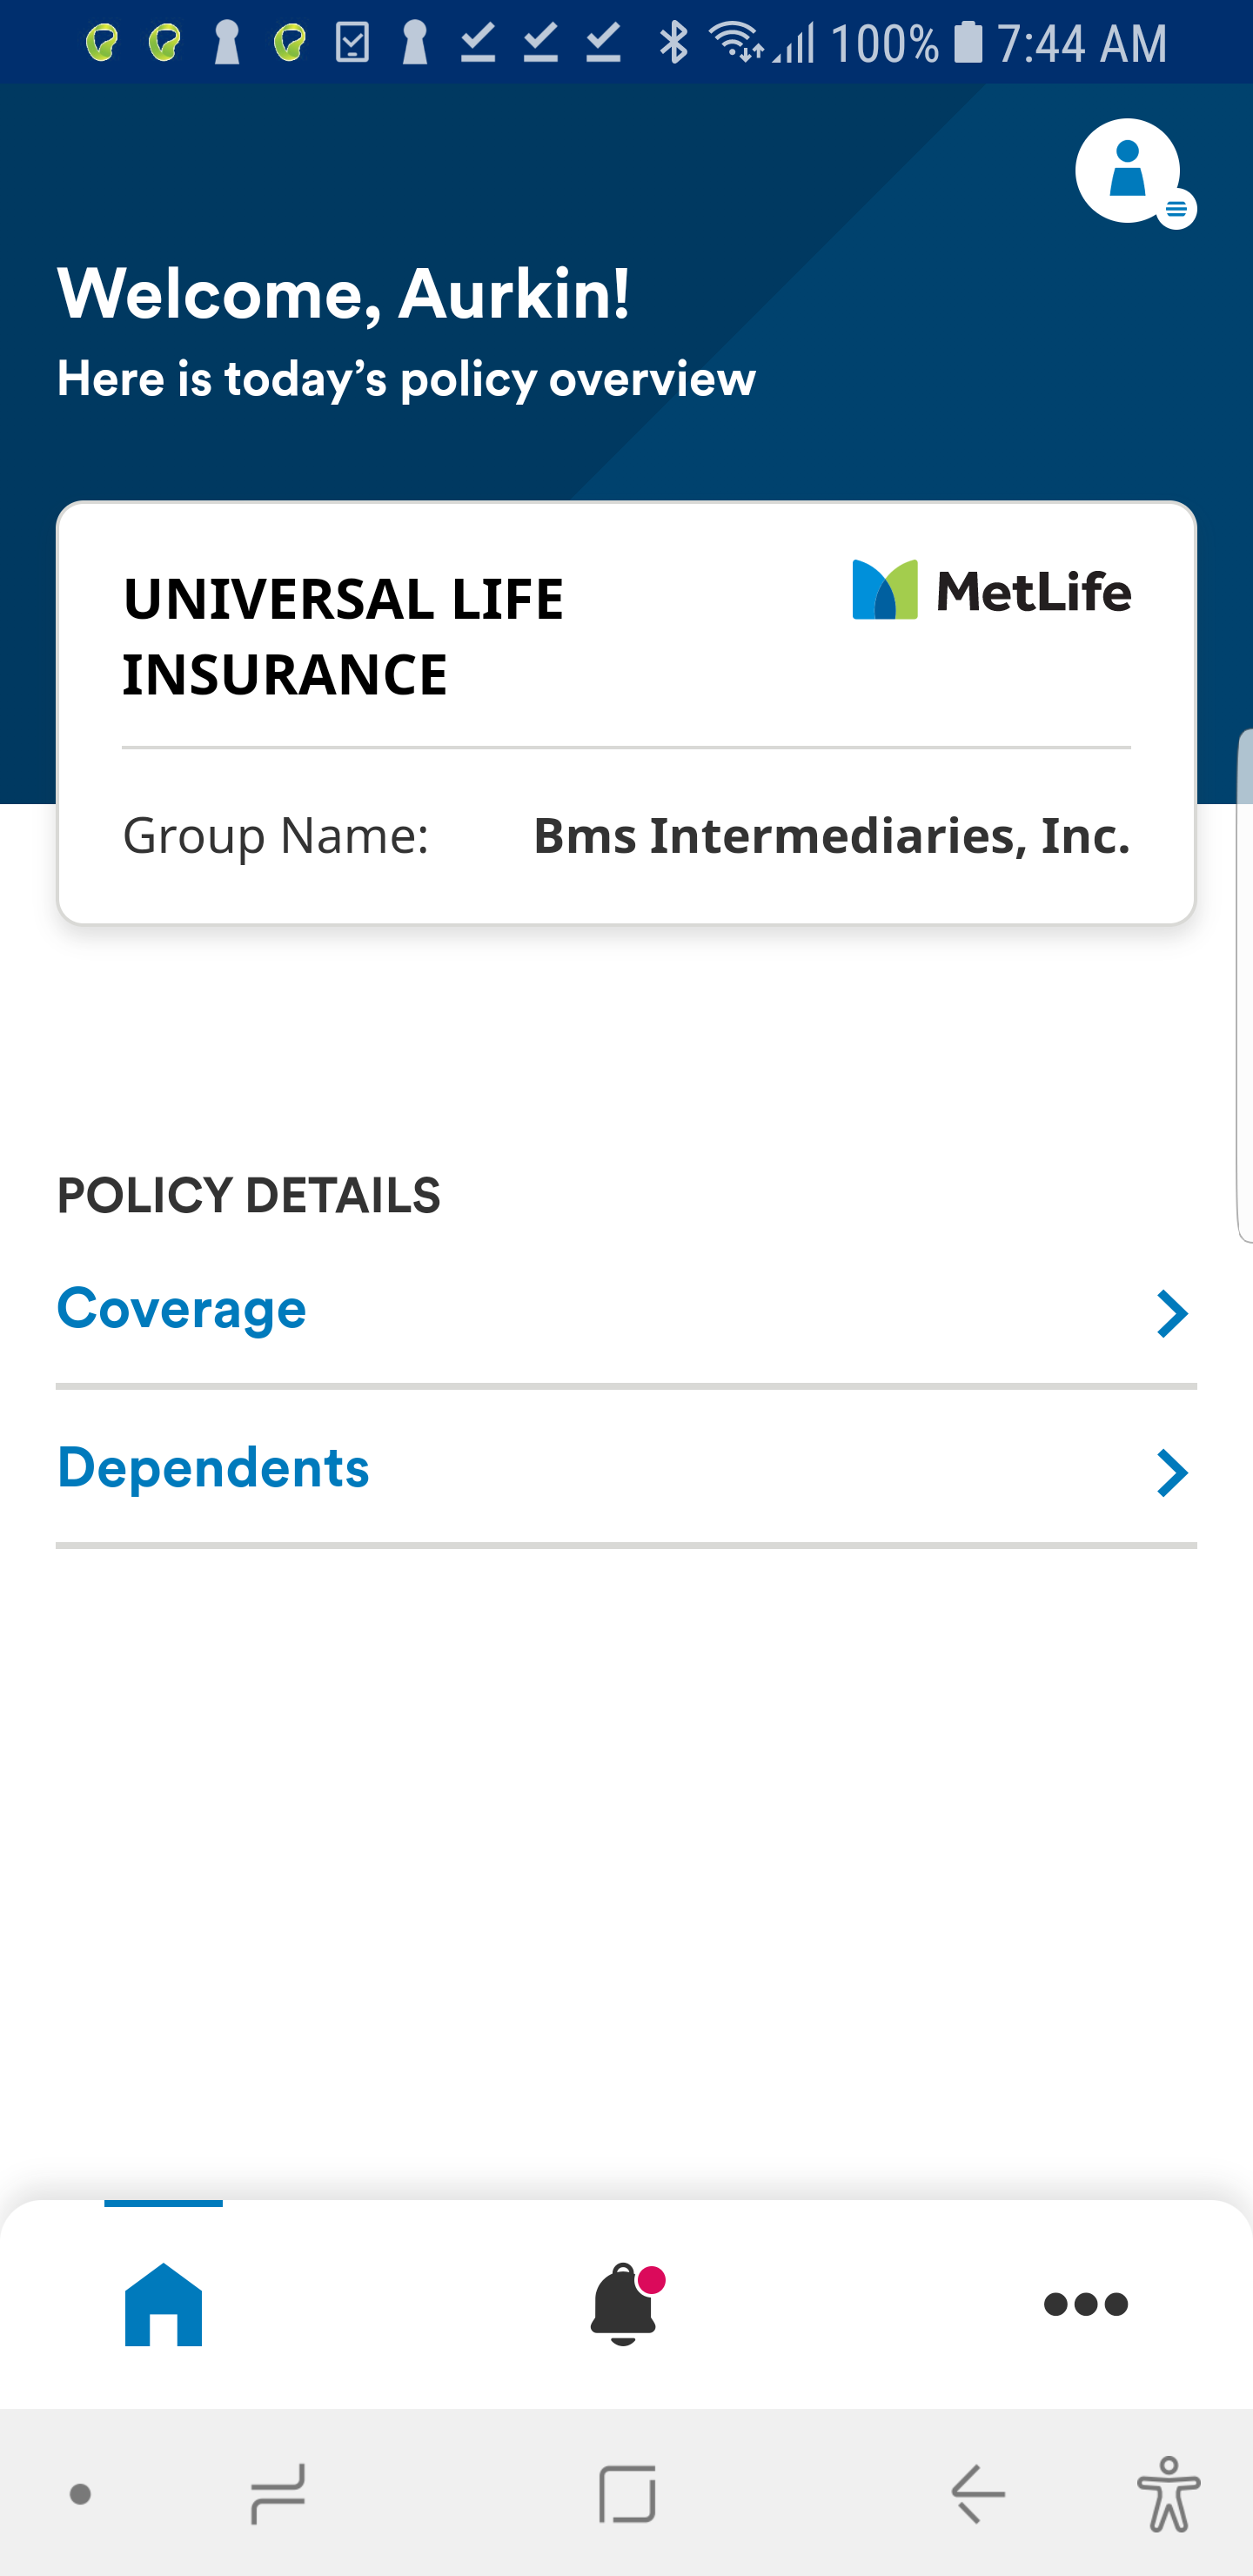 100% 7:44 AM
Welcome, Aurkin!
Here is today’s policy overview
UNIVERSAL LIFE
INSURANCE
MetLife
Group Name: Bms Intermediaries, Inc.
POLICY DETAILS
Coverage
Dependents